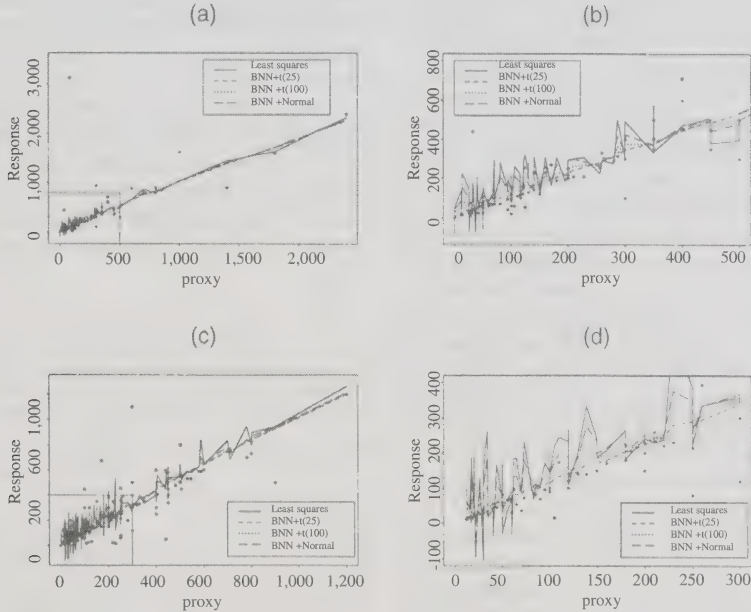 (a)
3,000
2,000
1,000
0
Response
Least squares
BNN+t(25)
BNN +t(100)
BNN +Normal
0 500 1,000 1,500 2,000
proxy
(b)
800
600
400
200
0
Response
Least squares
BNN+t(25)
BNN +t(100)
BNN +Normal
0 100 200 300 400 500
proxy
(c)
1,000
600
200
0
Response
Least squares
BNN+t(25)
BNN +t(100)
BNN +Normal
0 200 400 600 800 1,000 1,200
proxy
(d)
400
300
200
100
0
-100
Response
Least squares
BNN+t(25)
BNN +t(100)
BNN +Normal
0 50 100 150 200 250 300
proxy